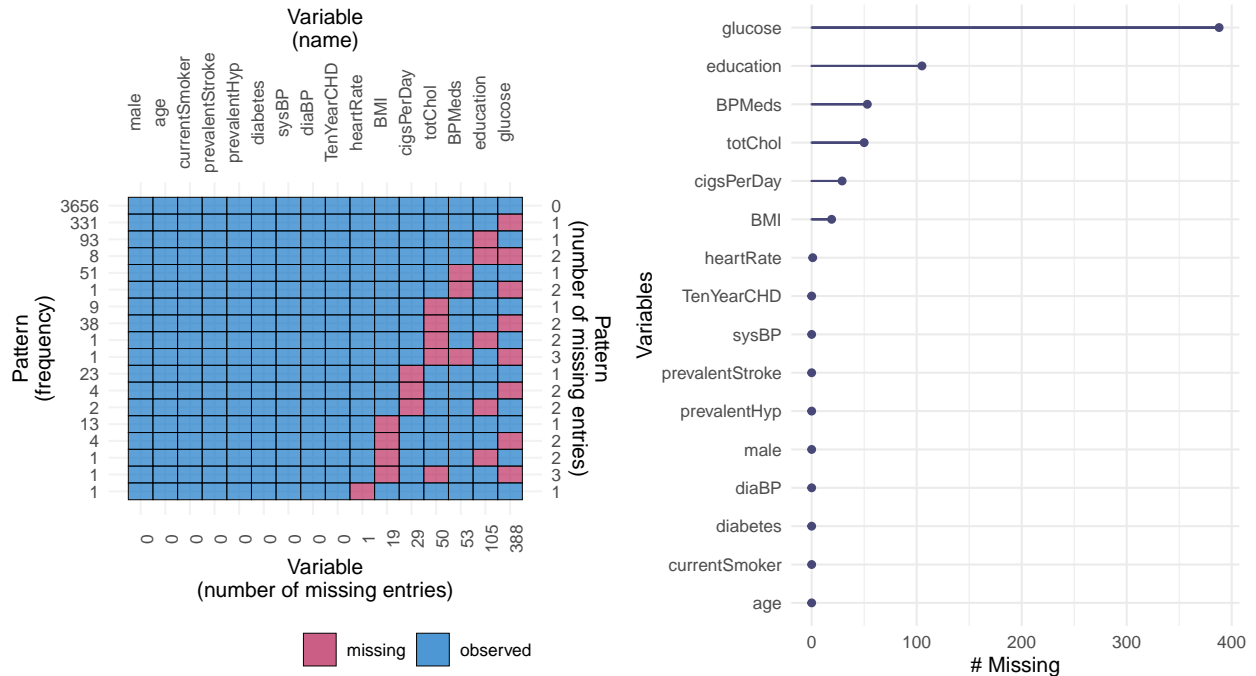 Variable
(name)
male
age
currentSmoker
prevalentStroke
prevalentHyp
diabetes
sysBP
diaBP
TenYearCHD
heartRate
BMI
cigsPerDay
totChol
BPMeds
education
glucose
Pattern
(frequency)
3656
331
93
8
51
1
9
38
1
1
23
4
2
13
4
1
1
1
0
1
1
2
1
2
1
2
2
3
1
2
2
1
2
2
3
1
Pattern
(number of missing entries)
0
0
0
0
0
0
0
0
0
1
19
29
50
53
105
388
Variable
(number of missing entries)
missing
observed
Variables
glucose
education
BPMeds
totChol
cigsPerDay
BMI
heartRate
TenYearCHD
sysBP
prevalentStroke
prevalentHyp
male
diaBP
diabetes
currentSmoker
age
0
100
200
300
400
# Missing